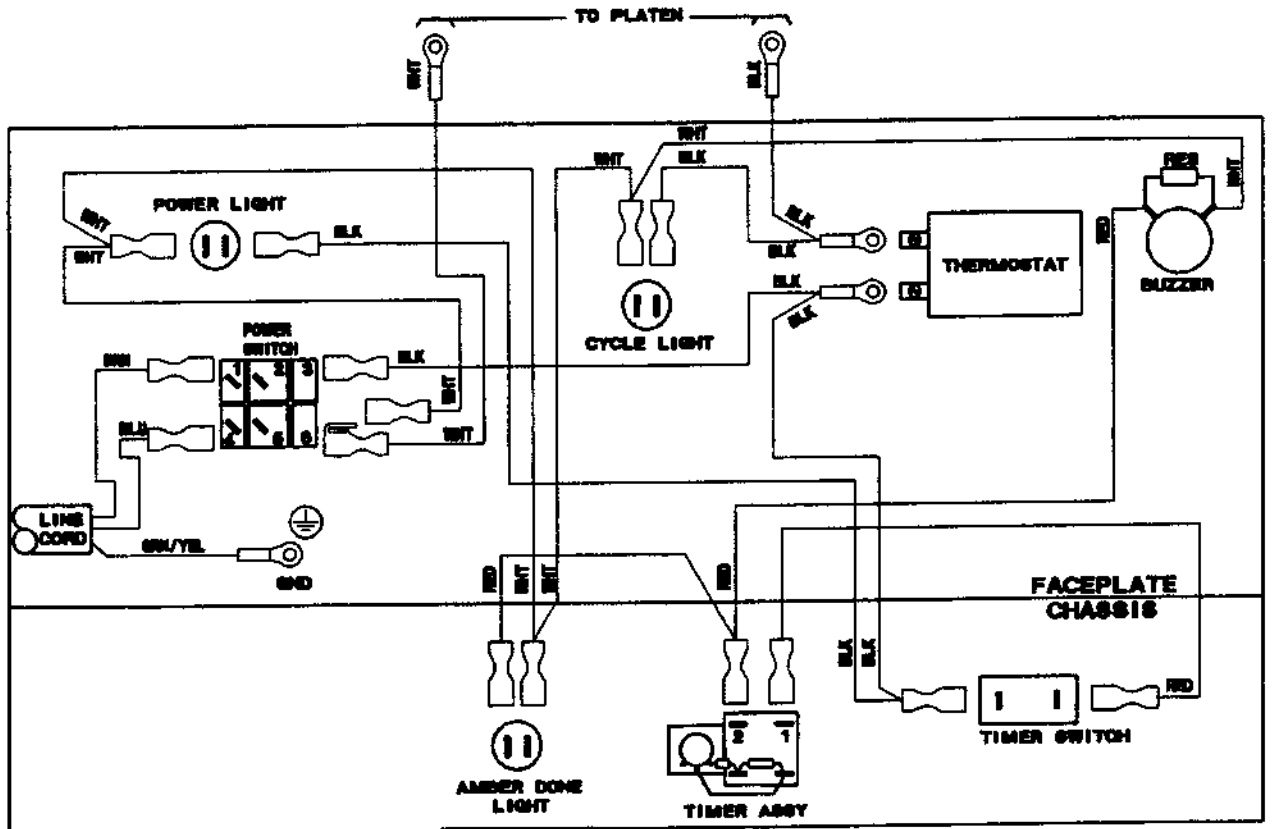 TO PLATEN
WHT
BLK
WHT
WHT
BLK
RES
WHT
POWER LIGHT
WHT
WHT
BLK
BLK
BLK
RED
THERMOSTAT
BUZZER
BLK
BLK
CYCLE LIGHT
POWER
SWITCH
BRN
1 2 3
BLK
WHT
BLU
4 5 6
WHT
LINE
CORD
GRN/YEL
GND
RED
WHT
WHT
RED
FACEPLATE
CHASSIS
BLK
BLK
RED
2 1
TIMER SWITCH
AMBER DONE
LIGHT
TIMER ASSY